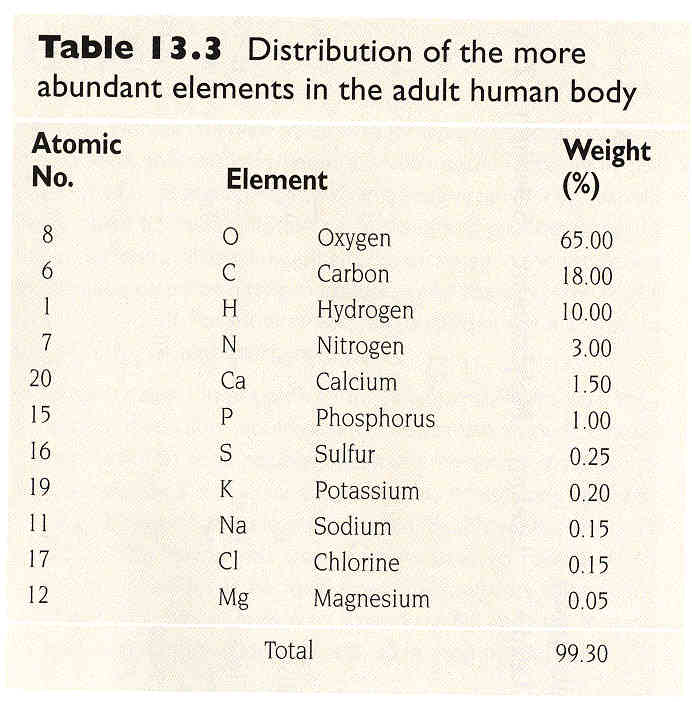 Table 13.3 Distribution of the more
abundant elements in the adult human body
Atomic No. Element Weight (%)
8 O Oxygen 65.00
6 C Carbon 18.00
1 H Hydrogen 10.00
7 N Nitrogen 3.00
20 Ca Calcium 1.50
15 P Phosphorus 1.00
16 S Sulfur 0.25
19 K Potassium 0.20
11 Na Sodium 0.15
17 Cl Chlorine 0.15
12 Mg Magnesium 0.05
Total 99.30